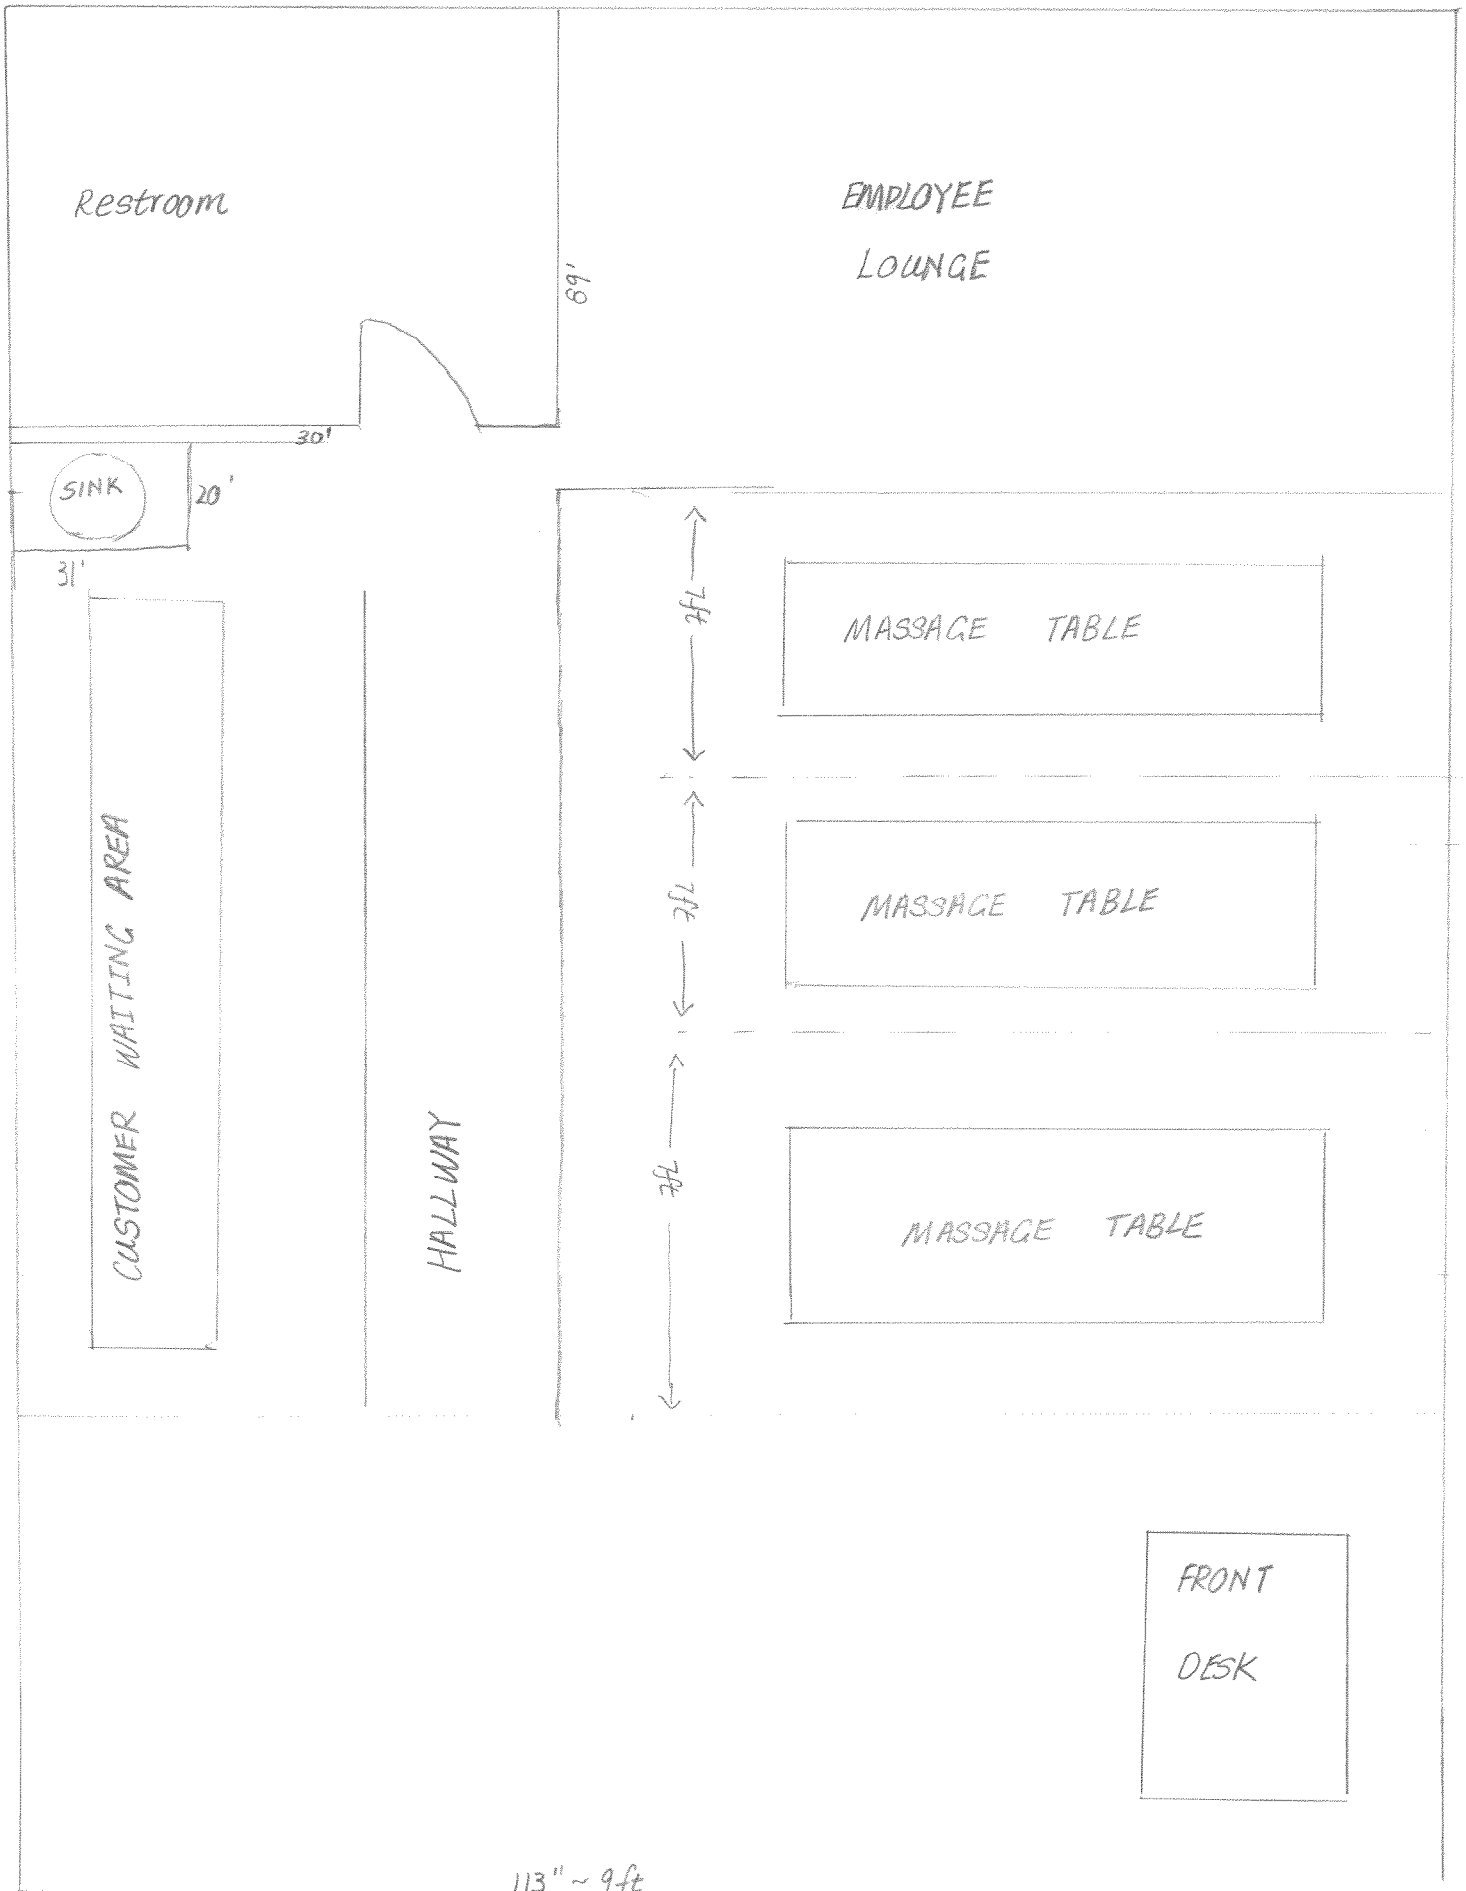 Restroom
EMPLOYEE
LOUNGE
69'
30'
SINK
20'
31'
7ft
MASSAGE TABLE
CUSTOMER WAITING AREA
7ft
MASSAGE TABLE
HALLWAY
7ft
MASSAGE TABLE
FRONT
DESK
113" ~ 9ft